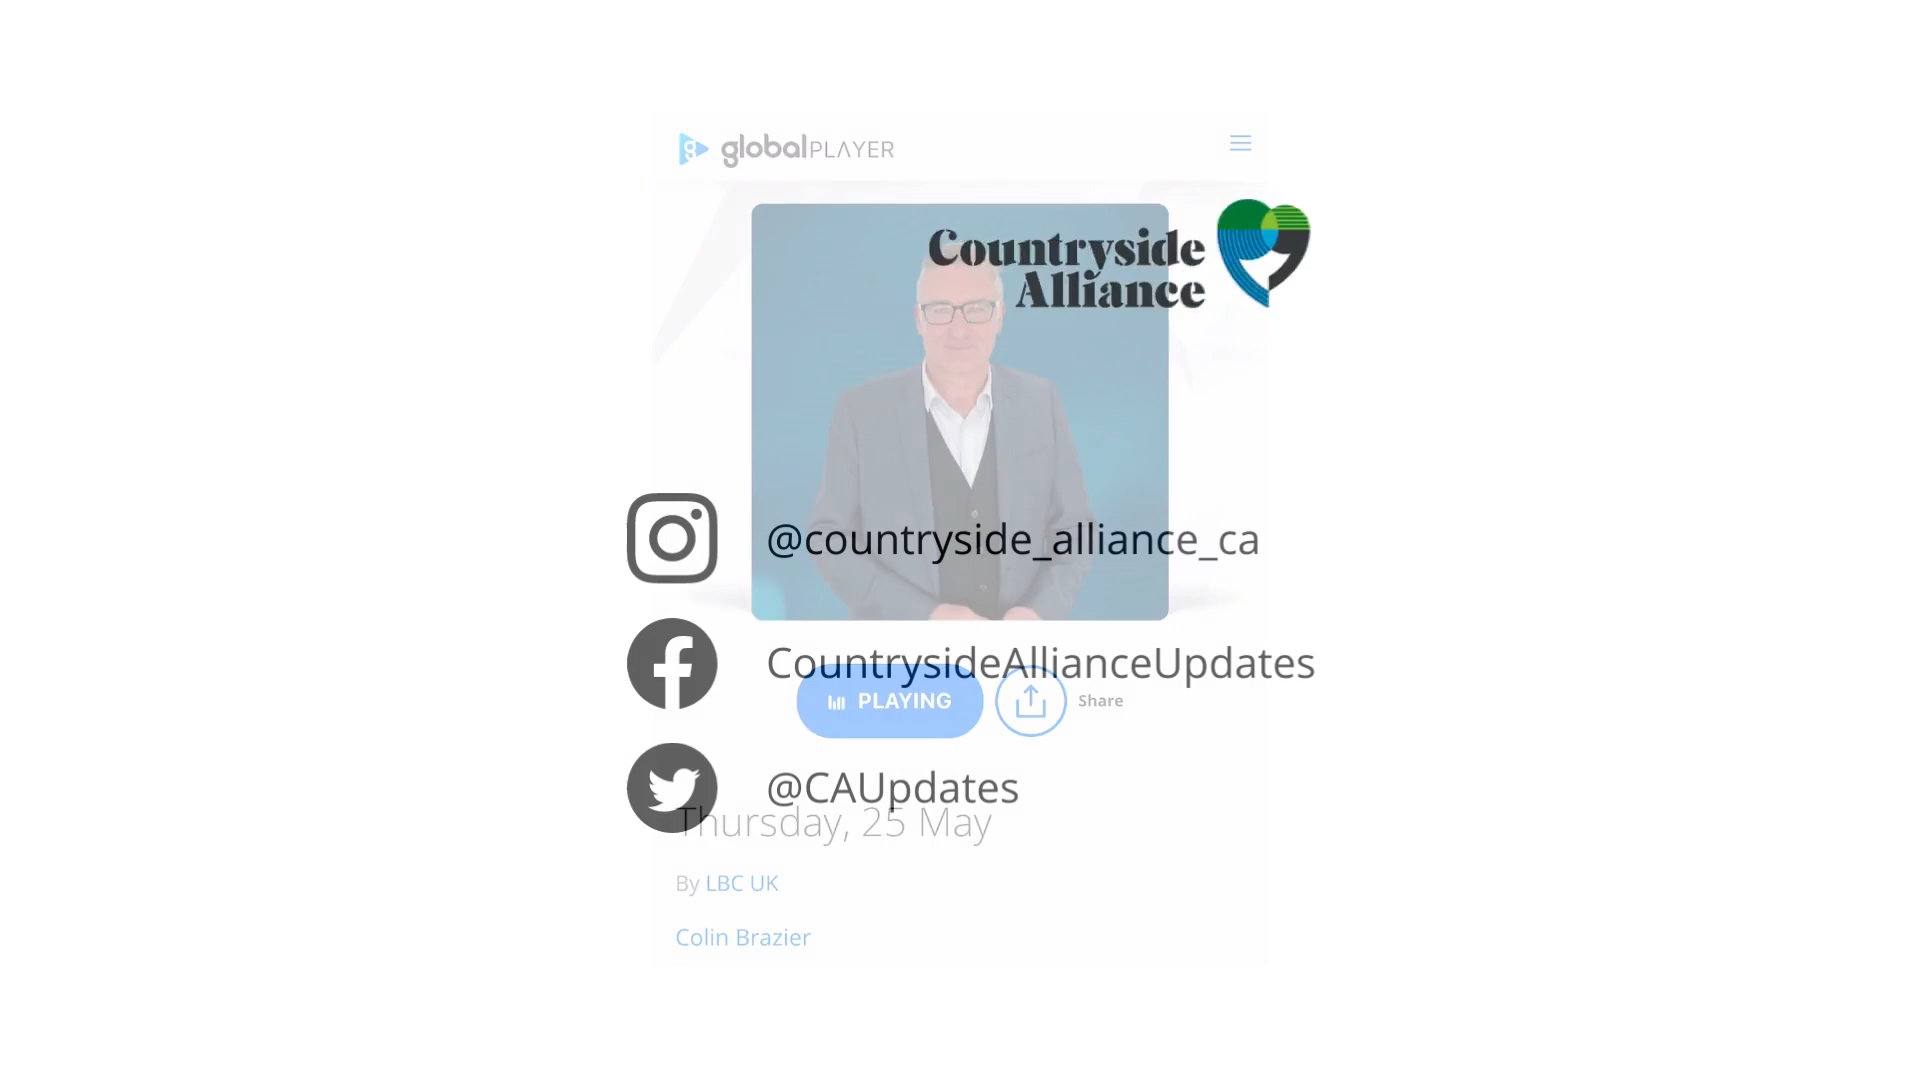 globalPLAYER
Countryside
Alliance
@countryside_alliance_ca
CountrysideAllianceUpdates
PLAYING
Share
@CAUpdates
Thursday, 25 May
By LBC UK
Colin Brazier